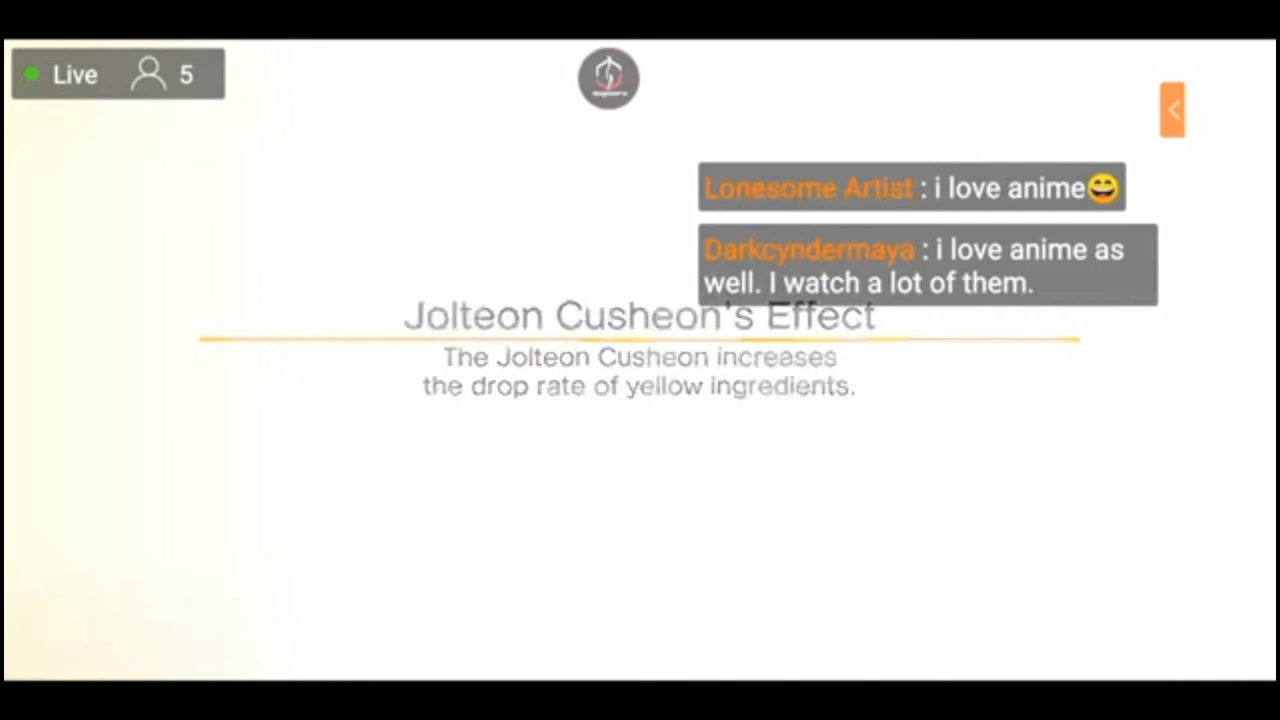 Live 5
Lonesome Artist : i love anime😄
Darkcyndermaya : i love anime as
well. I watch a lot of them.
Jolteon Cusheon's Effect
The Jolteon Cusheon increases
the drop rate of yellow ingredients.